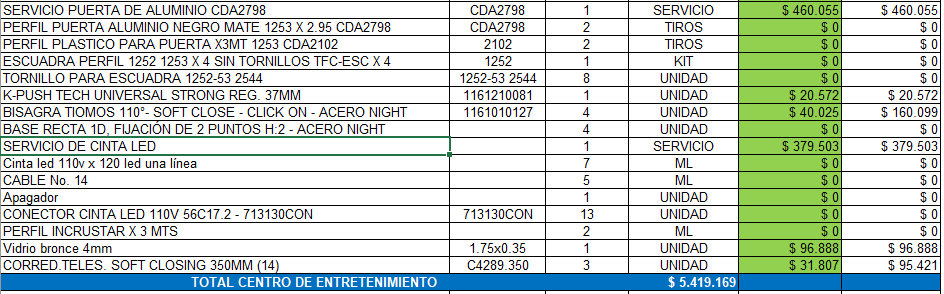 SERVICIO PUERTA DE ALUMINIO CDA2798 CDA2798 1 SERVICIO $ 460.055 $ 460.055
PERFIL PUERTA ALUMINIO NEGRO MATE 1253 X 2.95 CDA2798 CDA2798 2 TIROS $ 0 $ 0
PERFIL PLASTICO PARA PUERTA X3MT 1253 CDA2102 2102 2 TIROS $ 0 $ 0
ESCUADRA PERFIL 1252 1253 X 4 SIN TORNILLOS TFC-ESC X 4 1252 1 KIT $ 0 $ 0
TORNILLO PARA ESCUADRA 1252-53 2544 1252-53 2544 8 UNIDAD $ 0 $ 0
K-PUSH TECH UNIVERSAL STRONG REG. 37MM 1161210081 1 UNIDAD $ 20.572 $ 20.572
BISAGRA TIOMOS 110°- SOFT CLOSE - CLICK ON - ACERO NIGHT 1161010127 4 UNIDAD $ 40.025 $ 160.099
BASE RECTA 1D, FIJACIÓN DE 2 PUNTOS H:2 - ACERO NIGHT 4 UNIDAD $ 0 $ 0
SERVICIO DE CINTA LED 1 SERVICIO $ 379.503 $ 379.503
Cinta led 110v x 120 led una línea 7 ML $ 0 $ 0
CABLE No. 14 5 ML $ 0 $ 0
Apagador 1 UNIDAD $ 0 $ 0
CONECTOR CINTA LED 110V 56C17.2 - 713130CON 713130CON 13 UNIDAD $ 0 $ 0
PERFIL INCRUSTAR X 3 MTS 2 ML $ 0 $ 0
Vidrio bronce 4mm 1.75x0.35 1 UNIDAD $ 96.888 $ 96.888
CORRED.TELES. SOFT CLOSING 350MM (14) C4289.350 3 UNIDAD $ 31.807 $ 95.421
TOTAL CENTRO DE ENTRETENIMIENTO $ 5.419.169